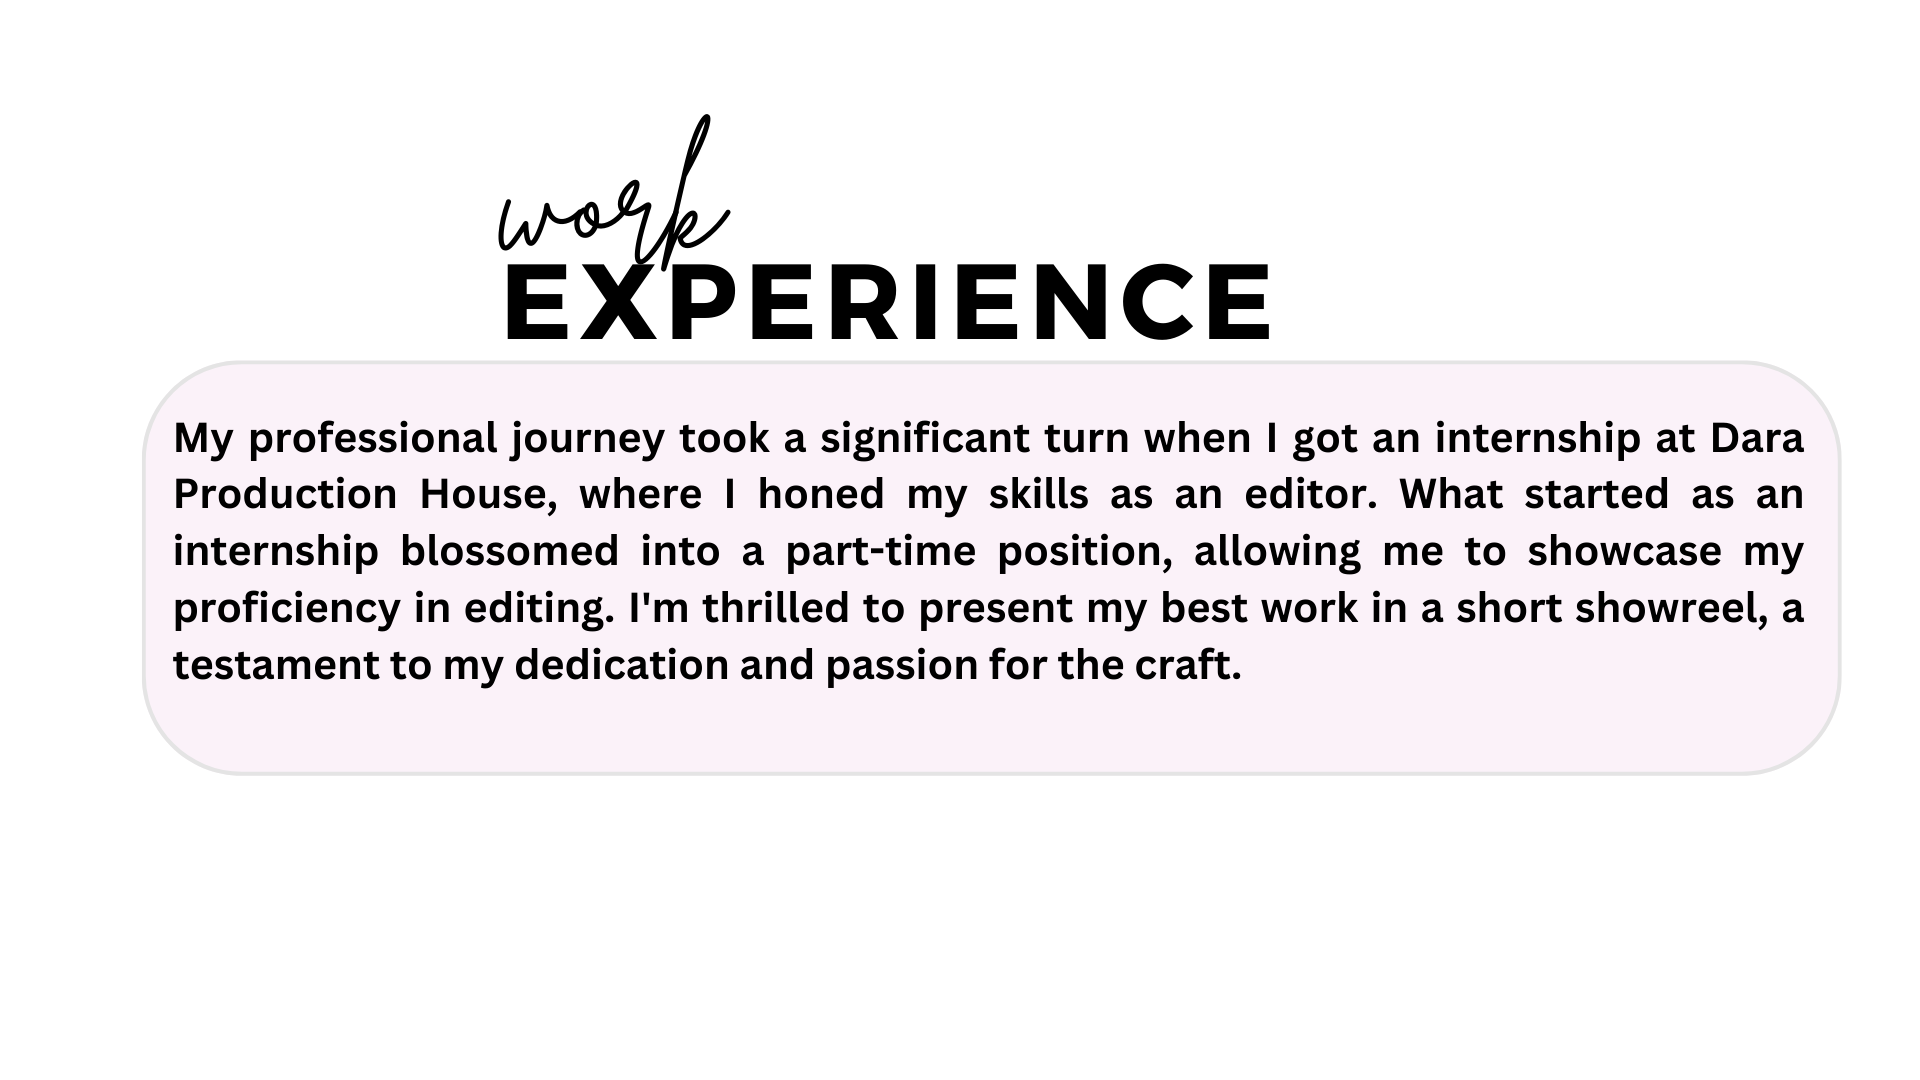 work
EXPERIENCE
My professional journey took a significant turn when I got an internship at Dara
Production House, where I honed my skills as an editor. What started as an
internship blossomed into a part-time position, allowing me to showcase my
proficiency in editing. I'm thrilled to present my best work in a short showreel, a
testament to my dedication and passion for the craft.